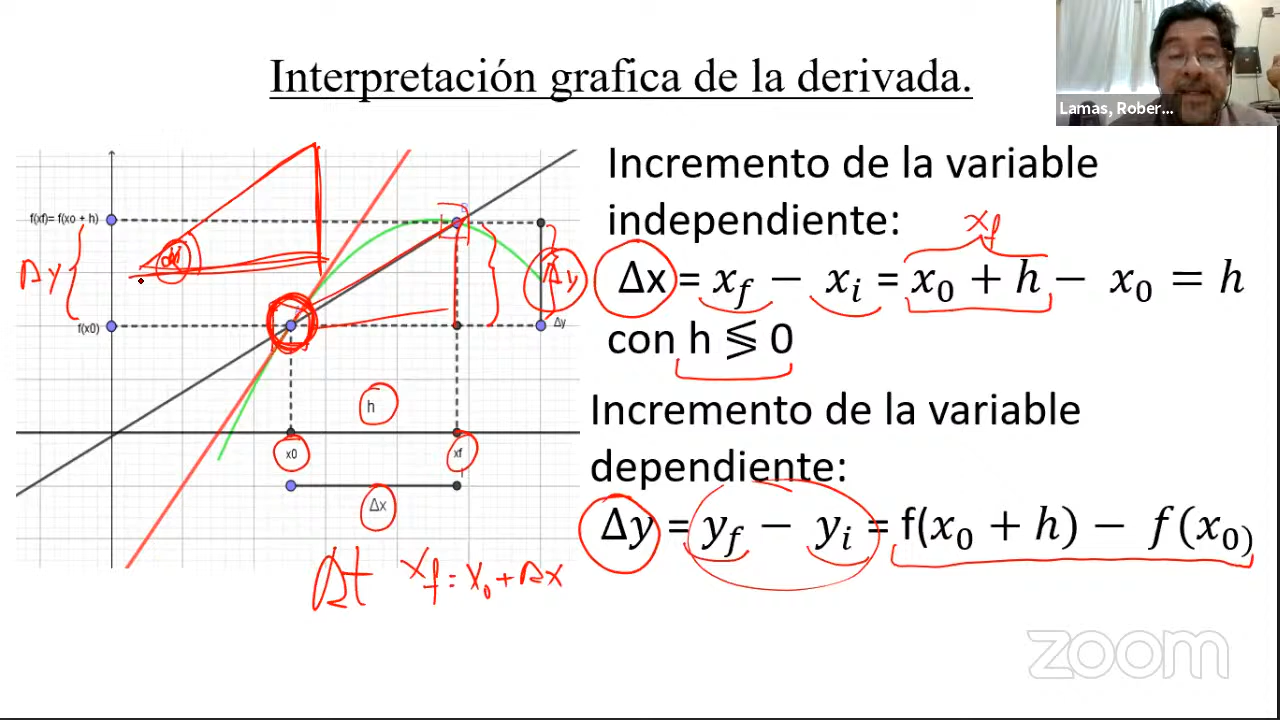 Interpretación grafica de la derivada.
Lamas, Rober...
f(xf)= f(xo + h)
f(x0)
Δy
Δy
Δy
h
x0
xf
Δx
Δt
xf = x0 + Δx
Incremento de la variable
independiente:
xf
Δx = xf − xi = x0 + h − x0 = h
con h ⋚ 0
Incremento de la variable
dependiente:
Δy = yf − yi = f(x0 + h) − f(x0)
zoom